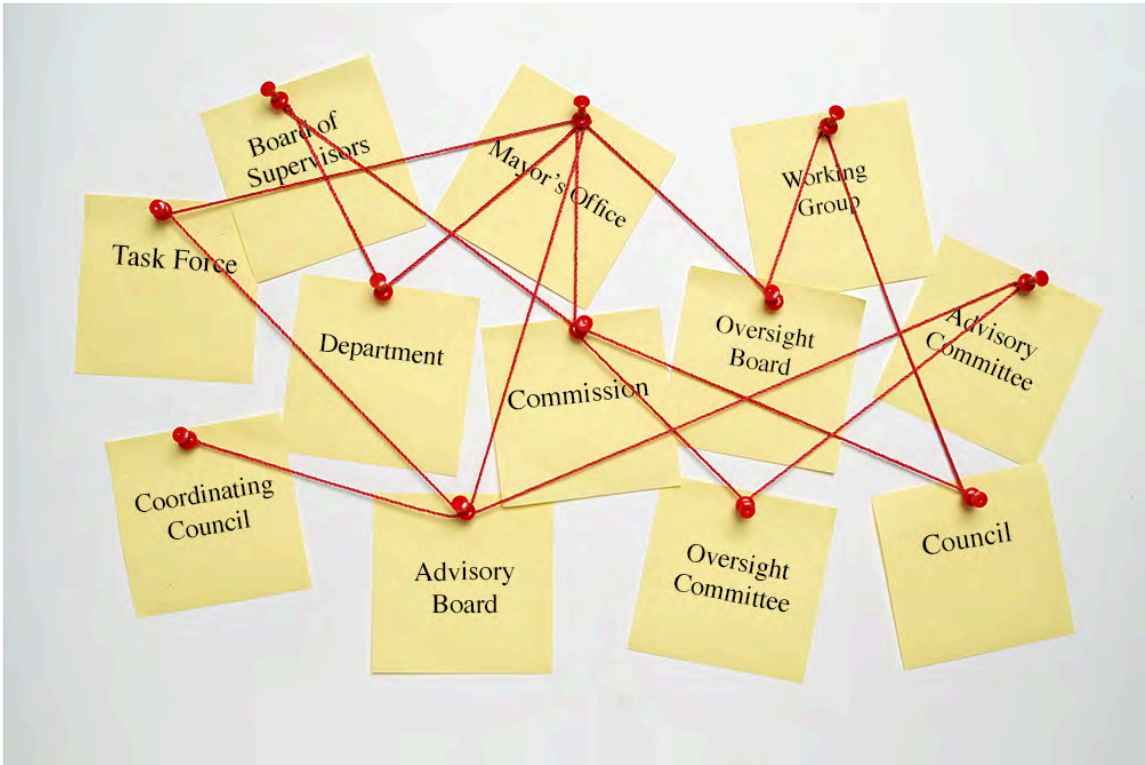 Board of
Supervisors
Mayor's Office
Working
Group
Task Force
Department
Commission
Oversight
Board
Advisory
Committee
Coordinating
Council
Advisory
Board
Oversight
Committee
Council